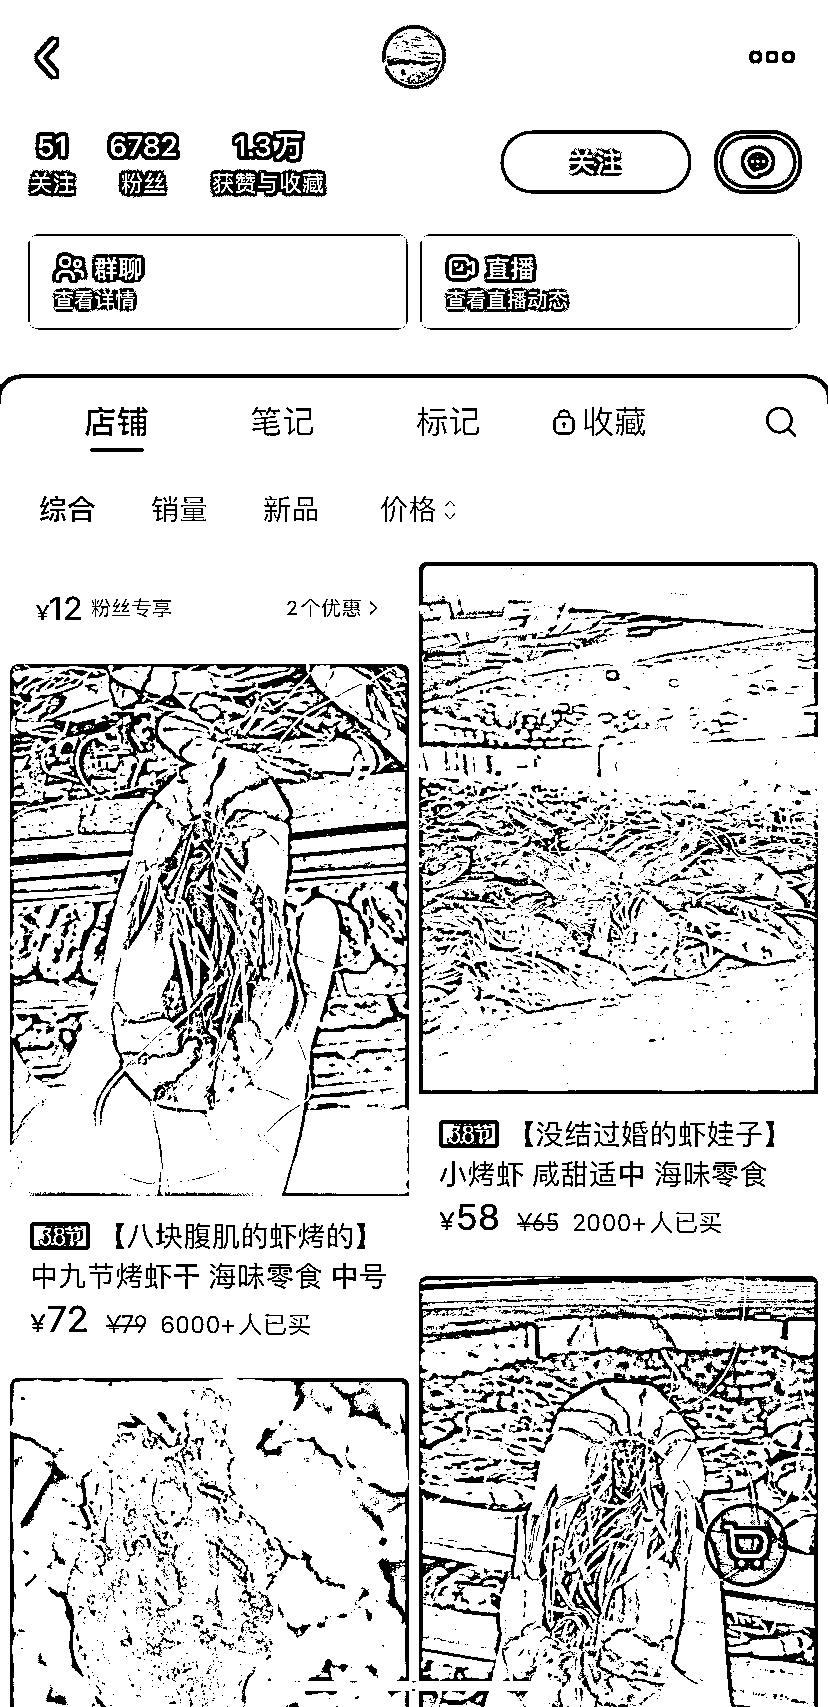 51 6782 1.3万
关注 粉丝 获赞与收藏
关注
群聊
查看详情
直播
查看直播动态
店铺 笔记 标记 收藏
综合 销量 新品 价格
¥12 粉丝专享 2个优惠
38节 【八块腹肌的虾烤的】
中九节烤虾干 海味零食 中号
¥72 ¥79 6000+人已买
38节 【没结过婚的虾娃子】
小烤虾 咸甜适中 海味零食
¥58 ¥65 2000+人已买